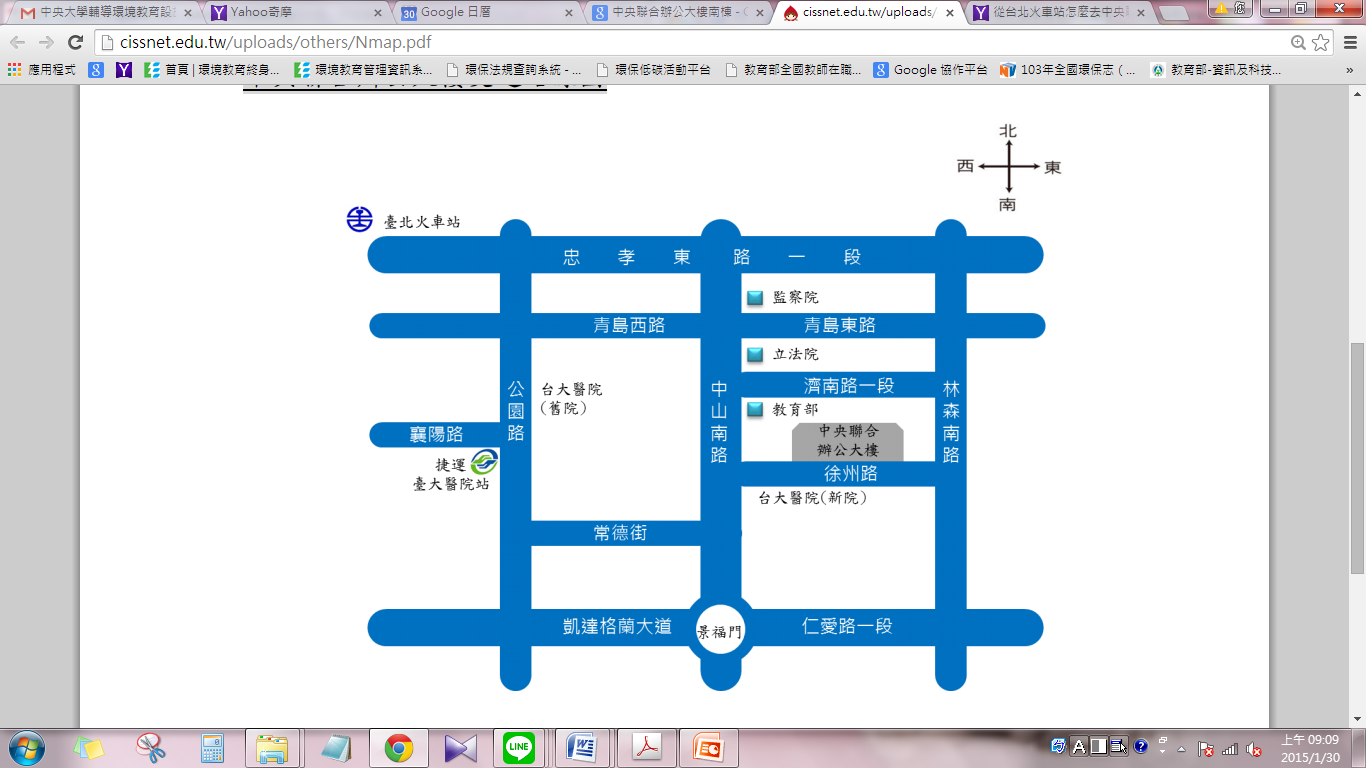 中央大學輔導環境教育設
Yahoo奇摩
Google 日曆
中央聯合辦公大樓南棟 - G
cissnet.edu.tw/uploads/
從台北火車站怎麼去中央
cissnet.edu.tw/uploads/others/Nmap.pdf
應用程式
首頁 | 環境教育終身...
環境教育管理資訊系...
環保法規查詢系統 - ...
環保低碳活動平台
教育部全國教師在職...
Google 協作平台
103年全國環保志（...
教育部-資訊及科技...
»
北
西
東
南
臺北火車站
忠孝東路一段
監察院
青島西路
青島東路
立法院
濟南路一段
公園路
台大醫院
(舊院)
中山南路
林森南路
教育部
襄陽路
中央聯合
辦公大樓
捷運
臺大醫院站
徐州路
台大醫院(新院)
常德街
凱達格蘭大道
景福門
仁愛路一段
LINE
A
上午 09:09
2015/1/30